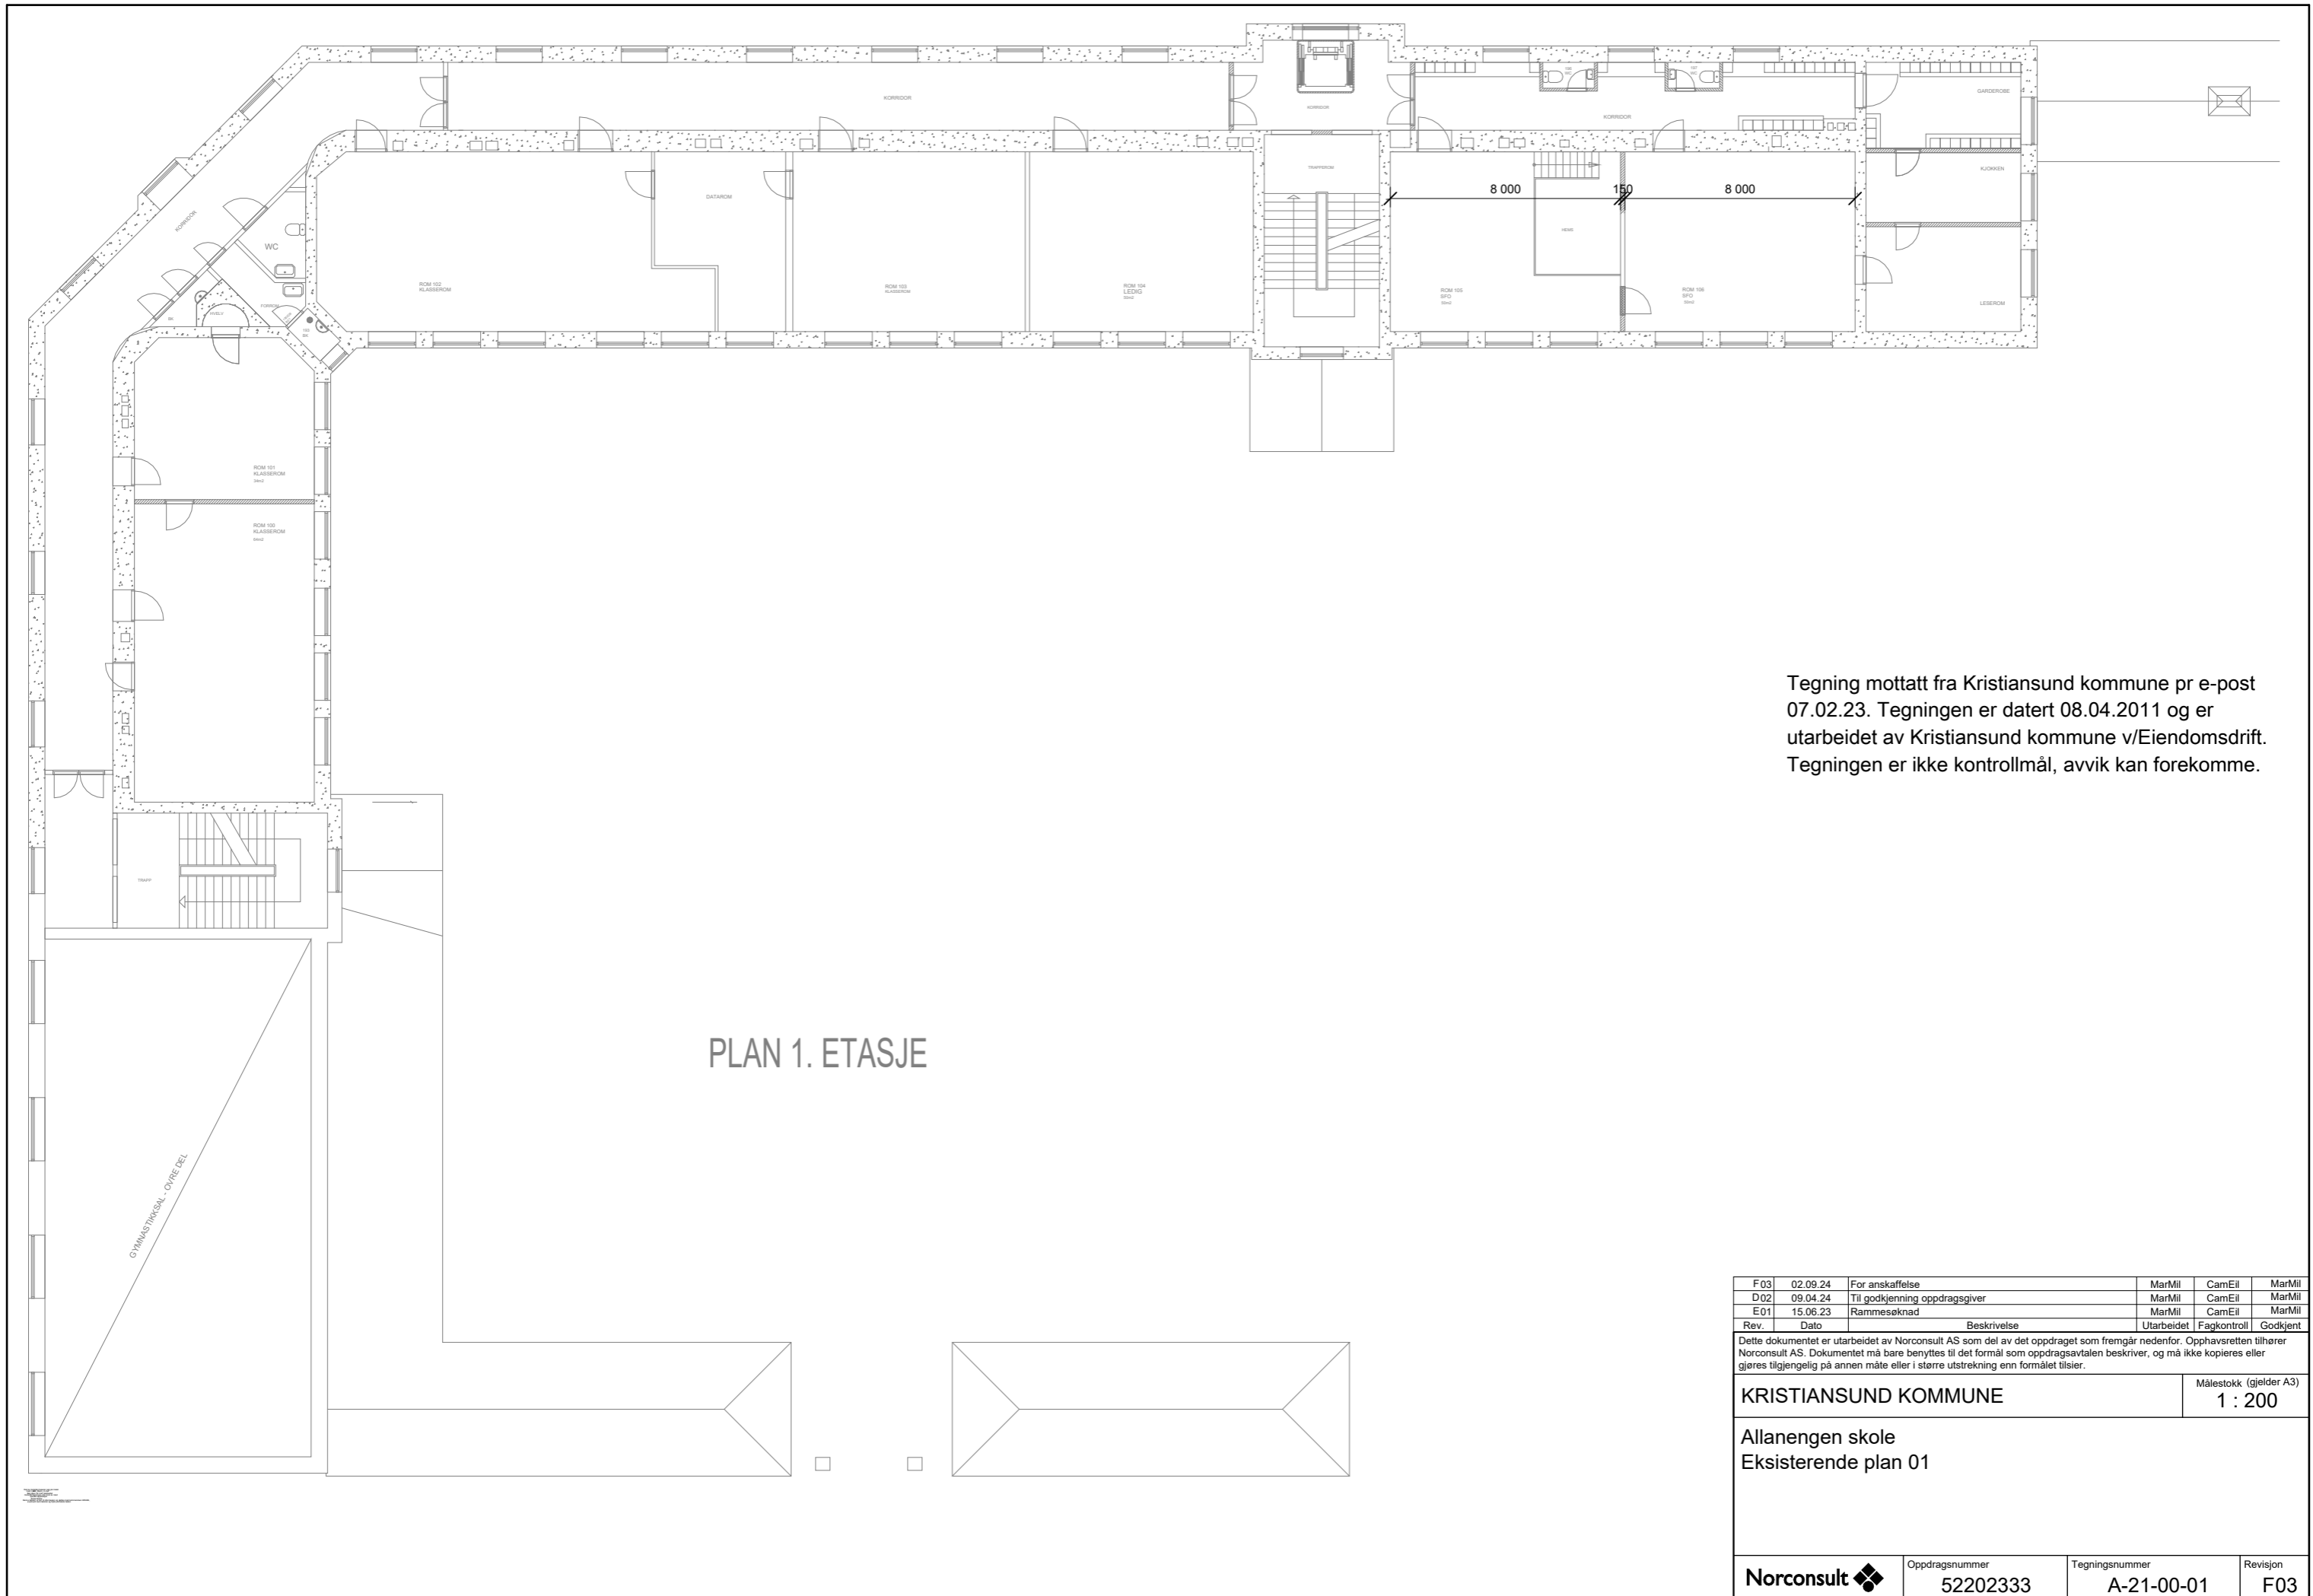 KORRIDOR
KORRIDOR
KORRIDOR
GARDEROBE
TRAPPEROM
KJØKKEN
DATAROM
8 000
150
8 000
KORRIDOR
WC
HEMS
ROM 102
KLASSEROM
ROM 103
KLASSEROM
ROM 104
LEDIG
ROM 105
SFO
ROM 106
SFO
LESEROM
ROM 101
KLASSEROM
ROM 100
KLASSEROM
Tegning mottatt fra Kristiansund kommune pr e-post
07.02.23. Tegningen er datert 08.04.2011 og er
utarbeidet av Kristiansund kommune v/Eiendomsdrift.
Tegningen er ikke kontrollmål, avvik kan forekomme.
TRAPP
PLAN 1. ETASJE
GYMNASTIKKSAL - ØVRE DEL
F03 02.09.24 For anskaffelse MarMil CamEil MarMil
D02 09.04.24 Til godkjenning oppdragsgiver MarMil CamEil MarMil
E01 15.06.23 Rammesøknad MarMil CamEil MarMil
Rev. Dato Beskrivelse Utarbeidet Fagkontroll Godkjent
Dette dokumentet er utarbeidet av Norconsult AS som del av det oppdraget som fremgår nedenfor. Opphavsretten tilhører
Norconsult AS. Dokumentet må bare benyttes til det formål som oppdragsavtalen beskriver, og må ikke kopieres eller
gjøres tilgjengelig på annen måte eller i større utstrekning enn formålet tilsier.
KRISTIANSUND KOMMUNE
Målestokk (gjelder A3)
1 : 200
Allanengen skole
Eksisterende plan 01
Norconsult
Oppdragsnummer
52202333
Tegningsnummer
A-21-00-01
Revisjon
F03